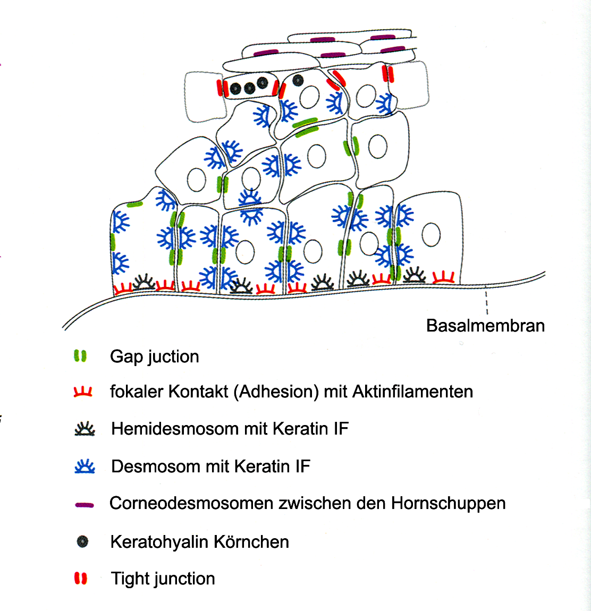 Basalmembran
Gap juction
fokaler Kontakt (Adhesion) mit Aktinfilamenten
Hemidesmosom mit Keratin IF
Desmosom mit Keratin IF
Corneodesmosomen zwischen den Hornschuppen
Keratohyalin Körnchen
Tight junction